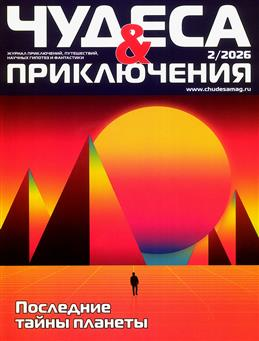 ЧУДЕСА
&
ПРИКЛЮЧЕНИЯ
ЖУРНАЛ ПРИКЛЮЧЕНИЙ, ПУТЕШЕСТВИЙ,
НАУЧНЫХ ГИПОТЕЗ И ФАНТАСТИКИ
2/2026
www.chudesamag.ru
Последние
тайны планеты